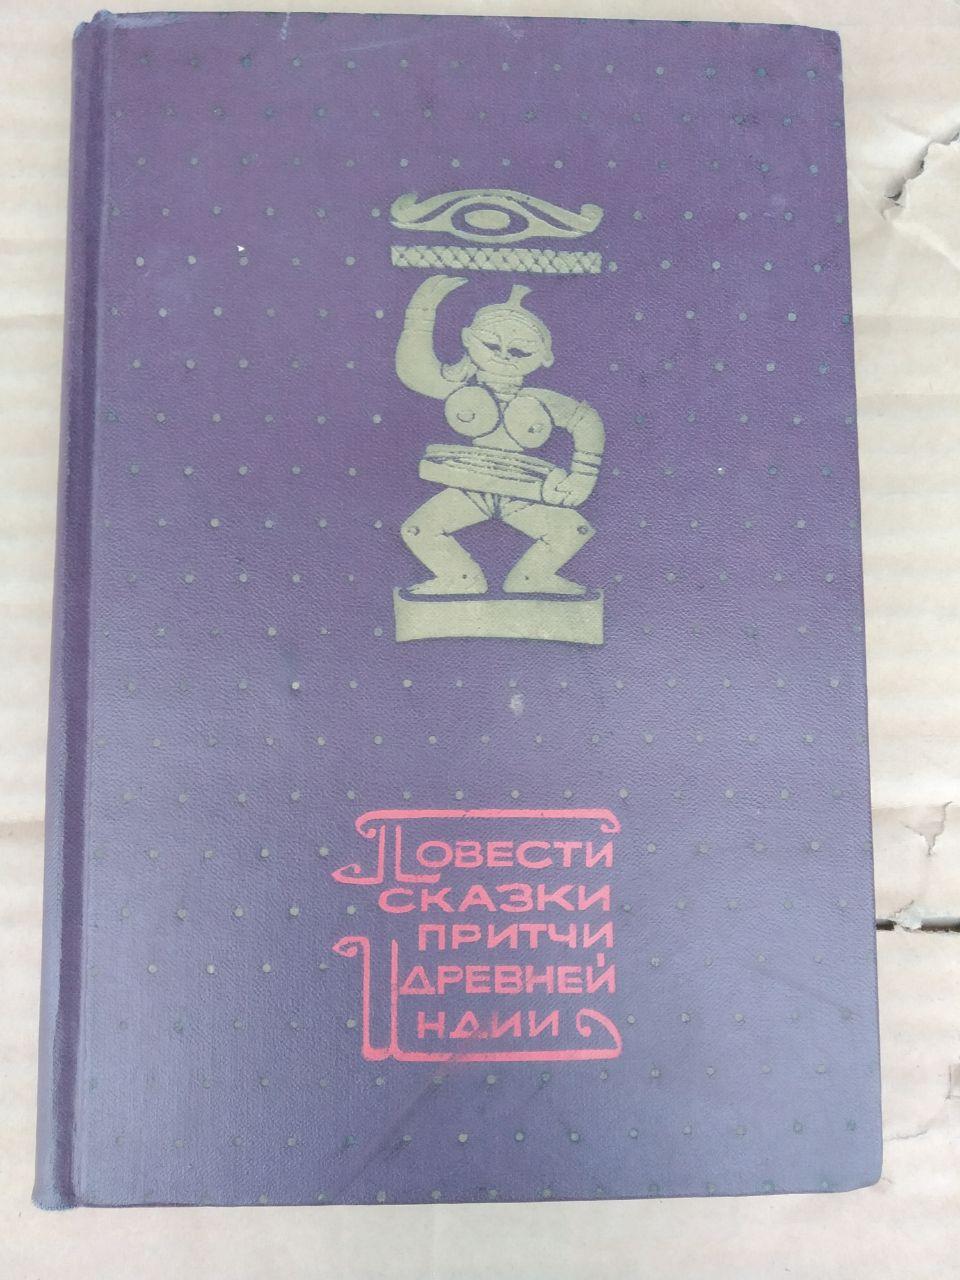 Повести
сказки
притчи
древней
Индии